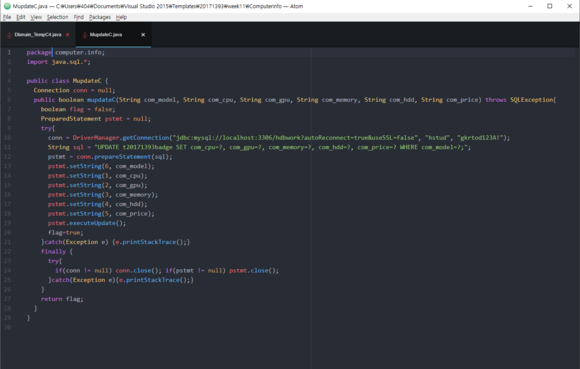 MupdateC.java — C:₩Users₩404₩Documents₩Visual Studio 2015₩Templates₩20171393₩week11₩ComputerInfo — Atom
File Edit View Selection Find Packages Help
Dbmain_TempC4.java × MupdateC.java ×
1 package computer.info;
2 import java.sql.*;
3
4 public class MupdateC {
5 Connection conn = null;
6 public boolean mupdateC(String com_model, String com_cpu, String com_gpu, String com_memory, String com_hdd, String com_price) throws SQLException{
7 boolean flag = false;
8 PreparedStatement pstmt = null;
9 try{
10 conn = DriverManager.getConnection("jdbc:mysql://localhost:3306/hdbwork?autoReconnect=true&useSSL=false", "hstud", "gkrtod123A!");
11 String sql = "UPDATE t20171393badge SET com_cpu=?, com_gpu=?, com_memory=?, com_hdd=?, com_price=? WHERE com_model=?;";
12 pstmt = conn.prepareStatement(sql);
13 pstmt.setString(6, com_model);
14 pstmt.setString(1, com_cpu);
15 pstmt.setString(2, com_gpu);
16 pstmt.setString(3, com_memory);
17 pstmt.setString(4, com_hdd);
18 pstmt.setString(5, com_price);
19 pstmt.executeUpdate();
20 flag=true;
21 }catch(Exception e) {e.printStackTrace();}
22 finally {
23 try{
24 if(conn != null) conn.close(); if(pstmt != null) pstmt.close();
25 }catch(Exception e){e.printStackTrace();}
26 }
27 return flag;
28 }
29 }
30